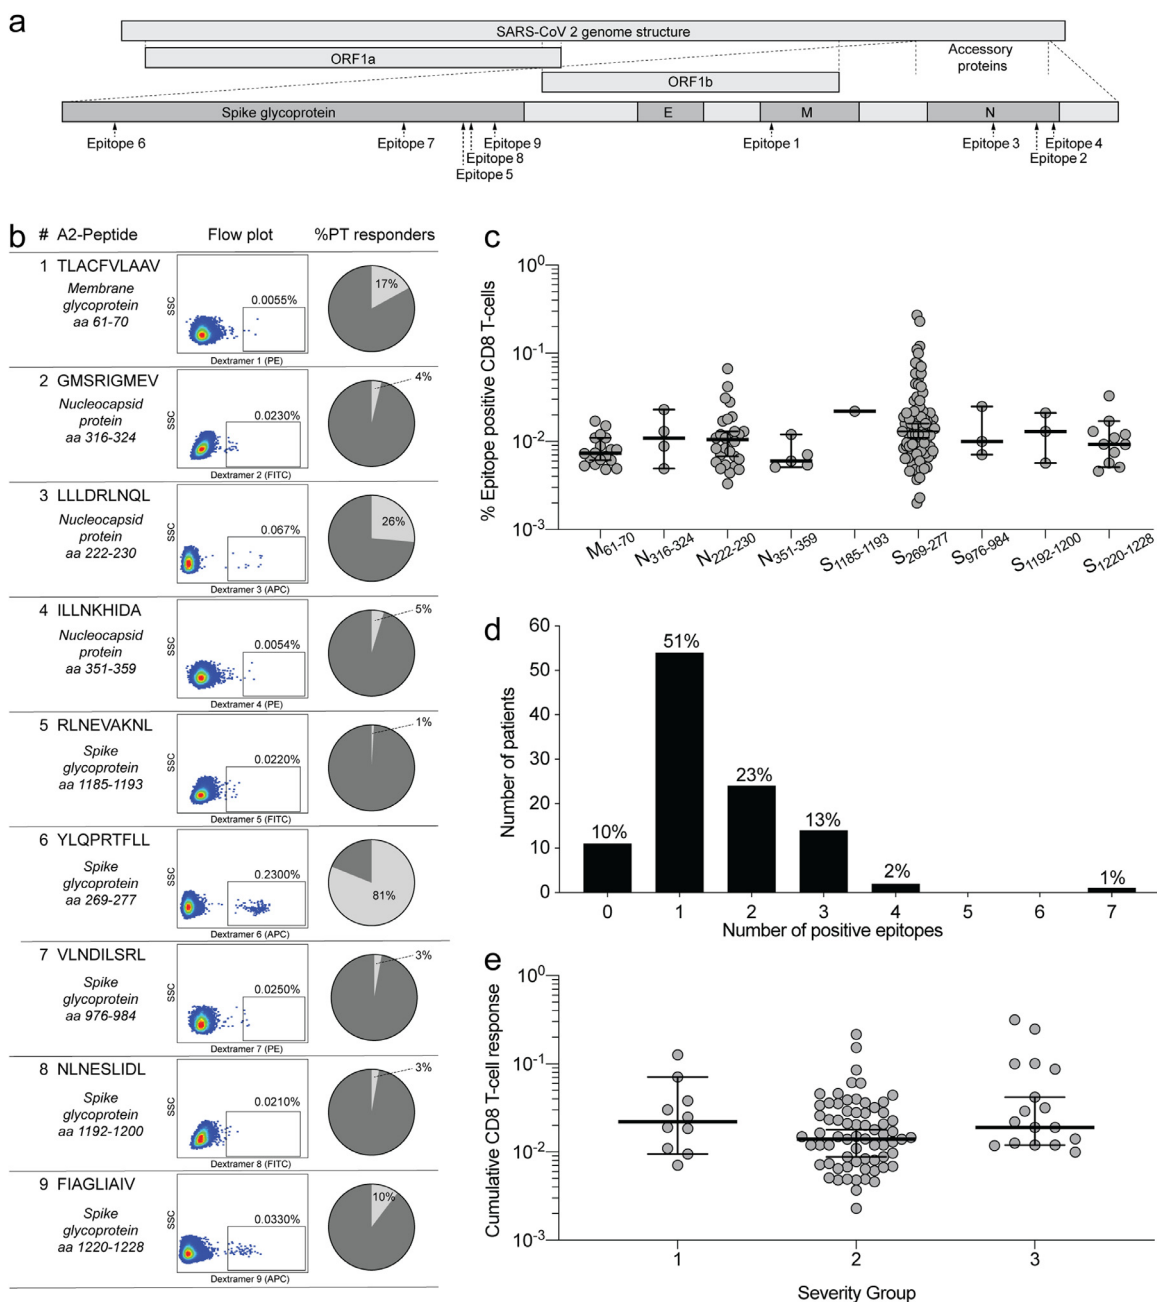 a
SARS-CoV 2 genome structure
ORF1a
Accessory
proteins
ORF1b
Spike glycoprotein
E
M
N
Epitope 6
Epitope 7
Epitope 9
Epitope 8
Epitope 5
Epitope 1
Epitope 3
Epitope 4
Epitope 2
b
# A2-Peptide
Flow plot
%PT responders
1 TLACFVLAAV
Membrane
glycoprotein
aa 61-70
SSC
0.0055%
Dextramer 1 (PE)
17%
2 GMSRIGMEV
Nucleocapsid
protein
aa 316-324
SSC
0.0230%
Dextramer 2 (FITC)
4%
3 LLLDRLNQL
Nucleocapsid
protein
aa 222-230
SSC
0.067%
Dextramer 3 (APC)
26%
4 ILLNKHIDA
Nucleocapsid
protein
aa 351-359
SSC
0.0054%
Dextramer 4 (PE)
5%
5 RLNEVAKNL
Spike
glycoprotein
aa 1185-1193
SSC
0.0220%
Dextramer 5 (FITC)
1%
6 YLQPRTFLL
Spike
glycoprotein
aa 269-277
SSC
0.2300%
Dextramer 6 (APC)
81%
7 VLNDILSRL
Spike
glycoprotein
aa 976-984
SSC
0.0250%
Dextramer 7 (PE)
3%
8 NLNESLIDL
Spike
glycoprotein
aa 1192-1200
SSC
0.0210%
Dextramer 8 (FITC)
3%
9 FIAGLIAIV
Spike
glycoprotein
aa 1220-1228
SSC
0.0330%
Dextramer 9 (APC)
10%
c
% Epitope positive CD8 T-cells
10⁰
10⁻¹
10⁻²
10⁻³
M61-70
N316-324
N222-230
N351-359
S1185-1193
S269-277
S976-984
S1192-1200
S1220-1228
d
Number of patients
60
50
40
30
20
10
0
10%
51%
23%
13%
2%
1%
0 1 2 3 4 5 6 7
Number of positive epitopes
e
Cumulative CD8 T-cell response
10⁰
10⁻¹
10⁻²
10⁻³
1 2 3
Severity Group